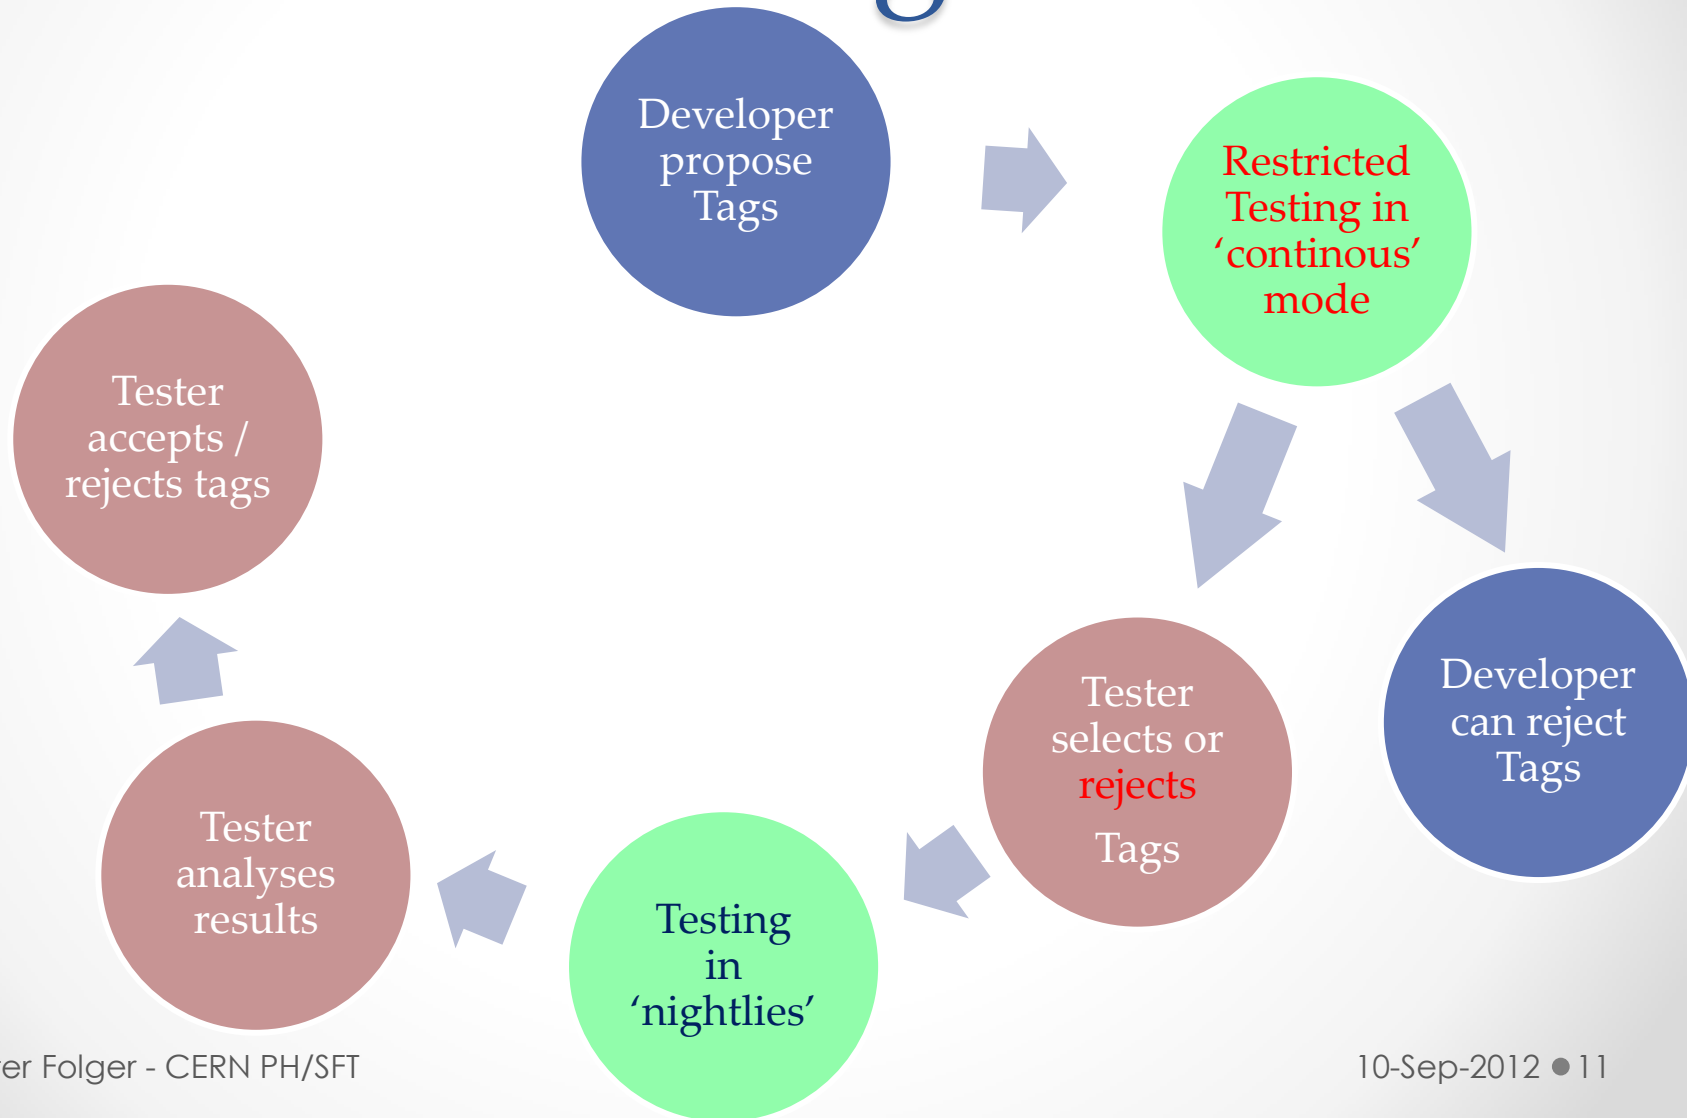 Developer
propose
Tags
Restricted
Testing in
‘continous’
mode
Tester
accepts /
rejects tags
Tester
selects or
rejects
Tags
Developer
can reject
Tags
Tester
analyses
results
Testing
in
‘nightlies’
Folger - CERN PH/SFT
10-Sep-2012 ● 11